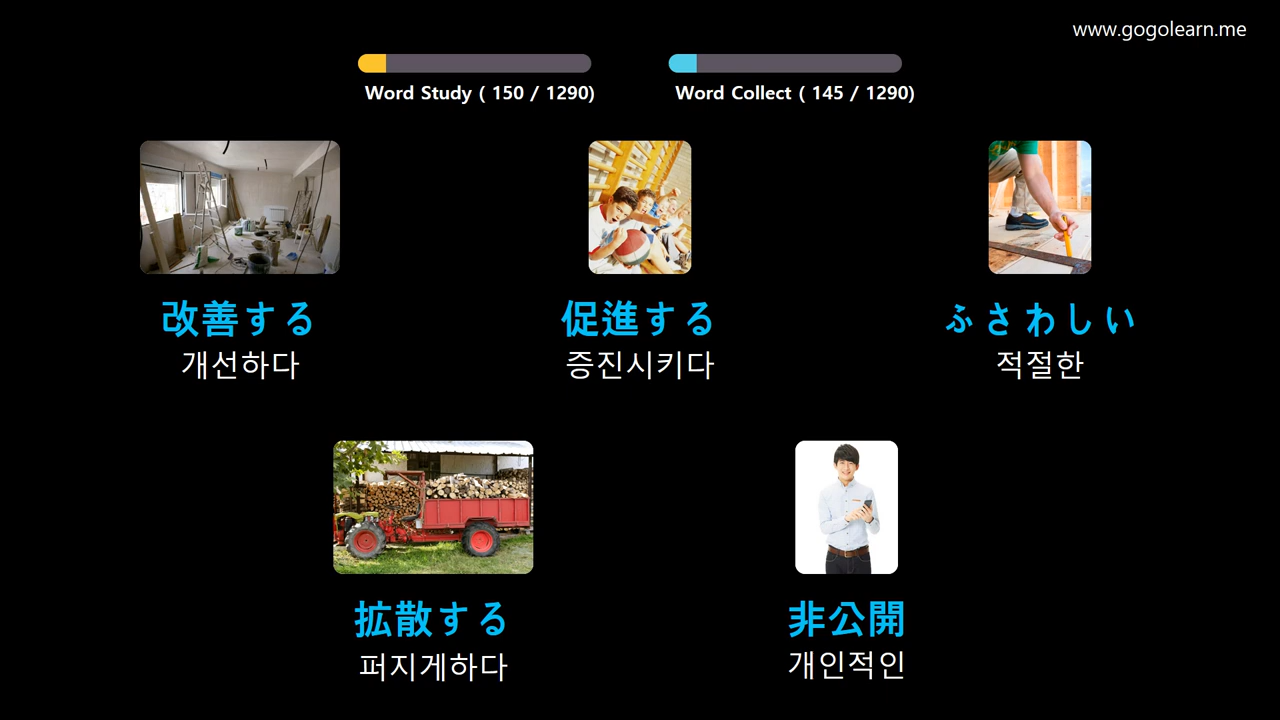 www.gogolearn.me
Word Study ( 150 / 1290)
Word Collect ( 145 / 1290)
改善する
개선하다
促進する
증진시키다
ふさわしい
적절한
拡散する
퍼지게하다
非公開
개인적인